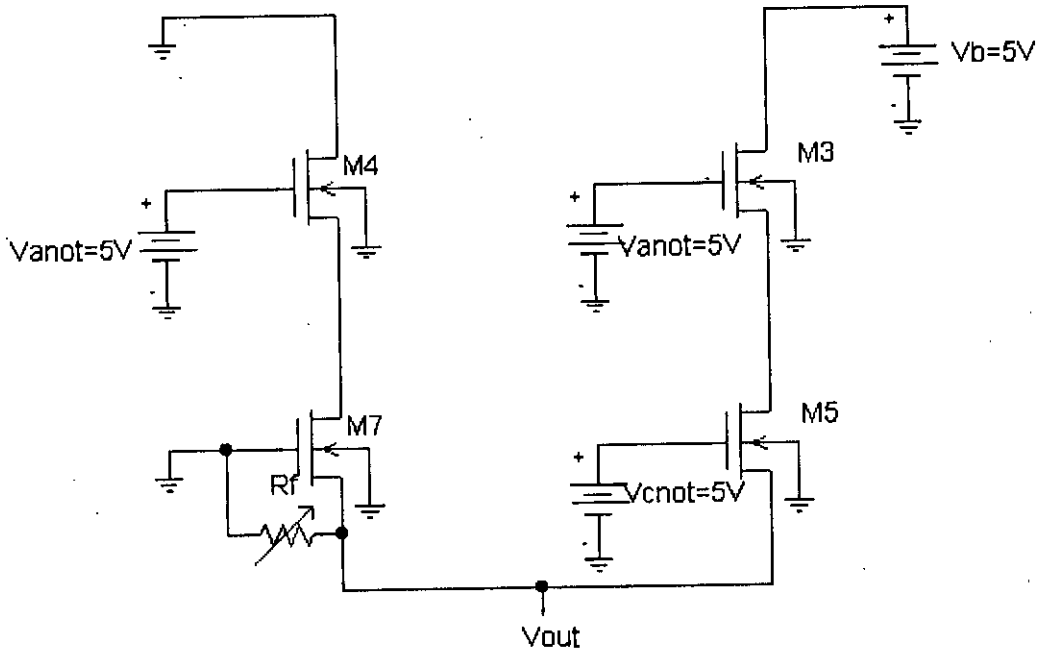 +
Vb=5V
M4
M3
+
+
Vanot=5V
Vanot=5V
M7
M5
+
Rf
Vcnot=5V
Vout